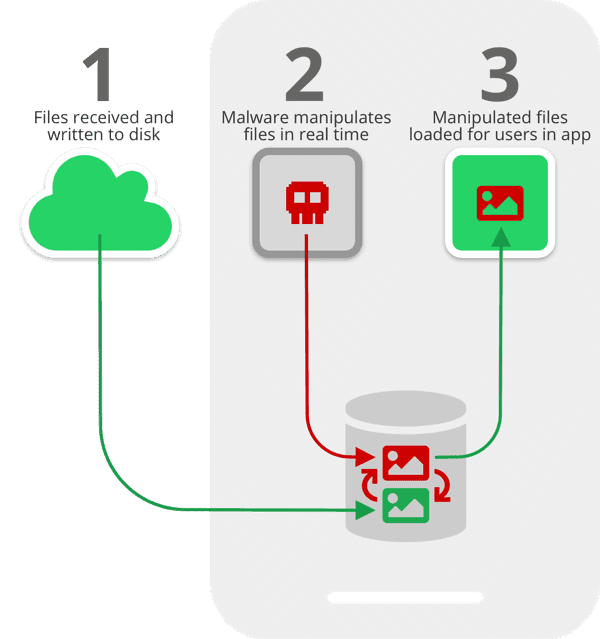 1
Files received and
written to disk
2
Malware manipulates
files in real time
3
Manipulated files
loaded for users in app